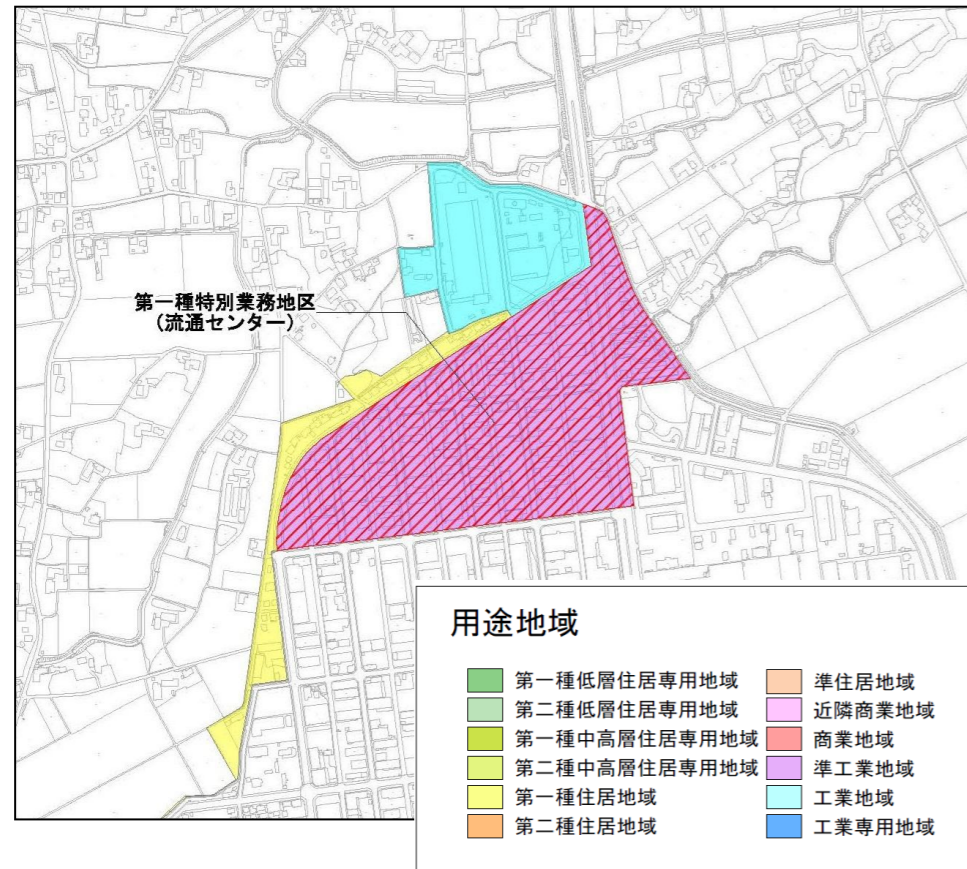 第一種特別業務地区
(流通センター)
用途地域
第一種低層住居専用地域
第二種低層住居専用地域
第一種中高層住居専用地域
第二種中高層住居専用地域
第一種住居地域
第二種住居地域
準住居地域
近隣商業地域
商業地域
準工業地域
工業地域
工業専用地域